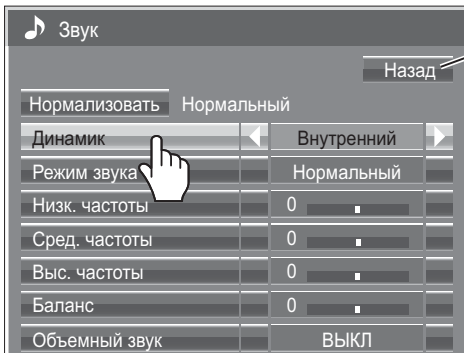 Звук
Назад
Нормализовать Нормальный
Динамик Внутренний
Режим звука Нормальный
Низк. частоты 0
Сред. частоты 0
Выс. частоты 0
Баланс 0
Объемный звук ВЫКЛ